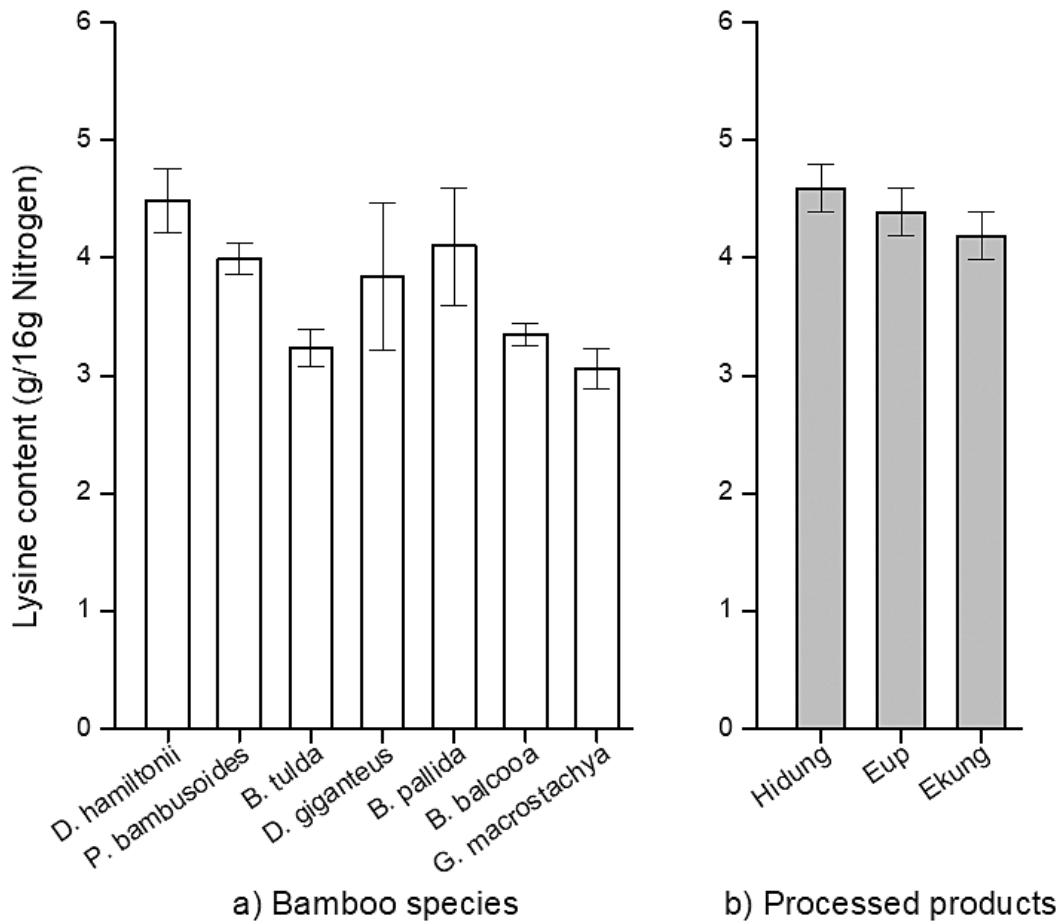 Lysine content (g/16g Nitrogen)
6
5
4
3
2
1
0
D. hamiltonii
P. bambusoides
B. tulda
D. giganteus
B. pallida
B. balcooa
G. macrostachya
a) Bamboo species
6
5
4
3
2
1
0
Hidung
Eup
Ekung
b) Processed products